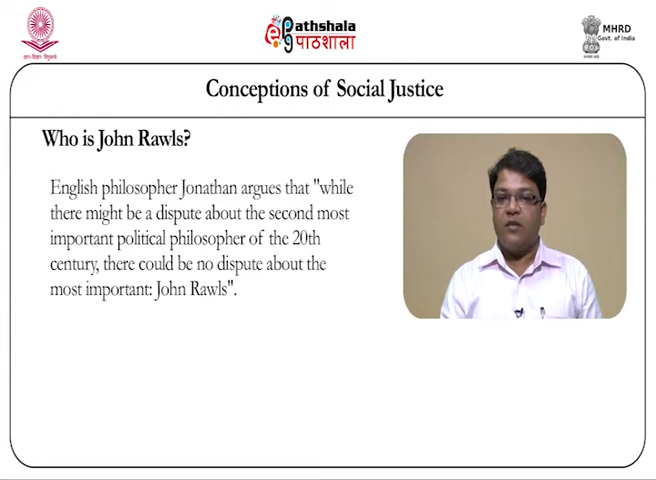 Pathshala
पाठशाला
MHRD
Govt. of India
Conceptions of Social Justice
Who is John Rawls?
English philosopher Jonathan argues that "while
there might be a dispute about the second most
important political philosopher of the 20th
century, there could be no dispute about the
most important: John Rawls".